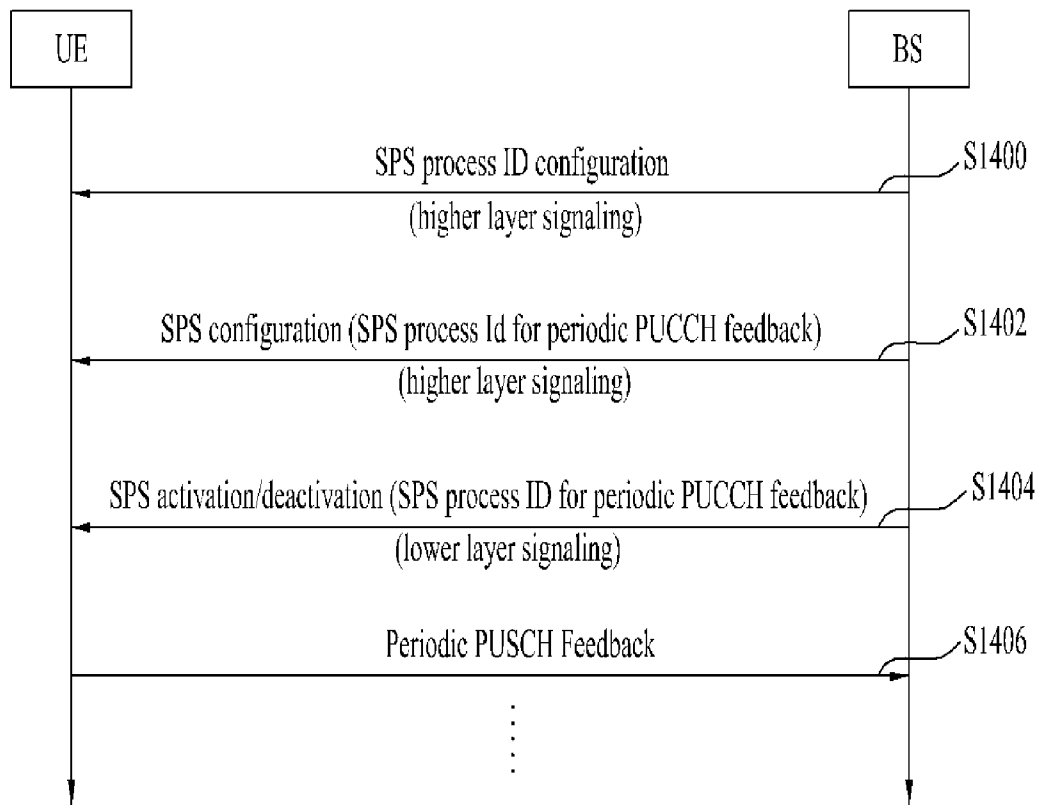 UE
BS
SPS process ID configuration
S1400
(higher layer signaling)
SPS configuration (SPS process Id for periodic PUCCH feedback)
S1402
(higher layer signaling)
SPS activation/deactivation (SPS process ID for periodic PUCCH feedback)
S1404
(lower layer signaling)
Periodic PUSCH Feedback
S1406